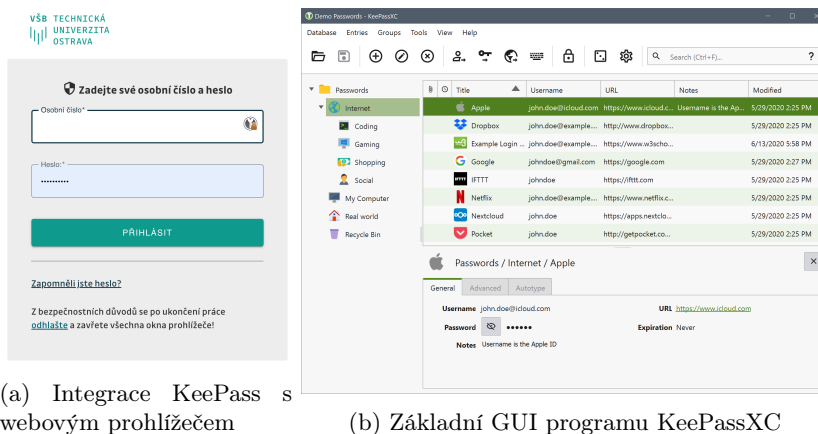 VŠB TECHNICKÁ
UNIVERZITA
OSTRAVA
Zadejte své osobní číslo a heslo
Osobní číslo*
Heslo:*
••••••••••
PŘIHLÁSIT
Zapomněli jste heslo?
Z bezpečnostních důvodů se po ukončení práce
odhlašte a zavřete všechna okna prohlížeče!
(a) Integrace KeePass s
webovým prohlížečem
Demo Passwords - KeePassXC
Database Entries Groups Tools View Help
Search (Ctrl+F)... ?
Passwords
Internet
Coding
Gaming
Shopping
Social
My Computer
Real world
Recycle Bin
Title Username URL Notes Modified
Apple john.doe@icloud.com https://www.icloud.c... Username is the Ap... 5/29/2020 2:25 PM
Dropbox john.doe@example.... http://www.dropbox... 5/29/2020 2:25 PM
Example Login ... john.doe@example.... https://www.w3scho... 6/13/2020 5:58 PM
Google johndoe@gmail.com https://google.com 5/29/2020 2:27 PM
IFTTT johndoe https://ifttt.com 5/29/2020 2:25 PM
Netflix john.doe@example.... https://www.netflix.c... 5/29/2020 2:25 PM
Nextcloud john.doe https://apps.nextclo... 5/29/2020 2:25 PM
Pocket john.doe http://getpocket.co... 5/29/2020 2:25 PM
Passwords / Internet / Apple
General Advanced Autotype
Username john.doe@icloud.com URL https://www.icloud.com
Password •••••• Expiration Never
Notes Username is the Apple ID
(b) Základní GUI programu KeePassXC